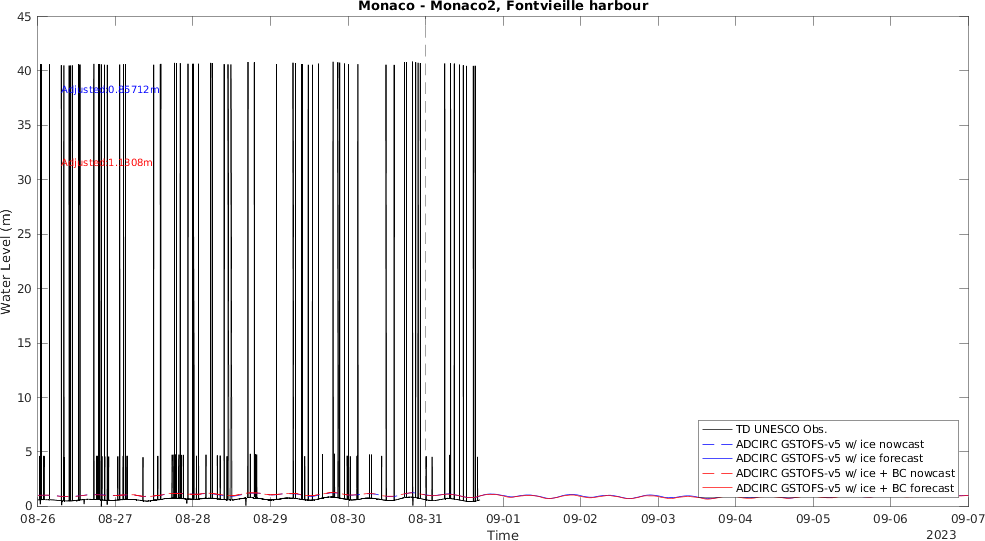 Monaco - Monaco2, Fontvieille harbour
Water Level (m)
45
40
35
30
25
20
15
10
5
0
Adjusted:1.1308m
TD UNESCO Obs.
ADCIRC GSTOFS-v5 w/ ice nowcast
ADCIRC GSTOFS-v5 w/ ice forecast
ADCIRC GSTOFS-v5 w/ ice + BC nowcast
ADCIRC GSTOFS-v5 w/ ice + BC forecast
08-26 08-27 08-28 08-29 08-30 08-31 09-01 09-02 09-03 09-04 09-05 09-06 09-07
Time
2023